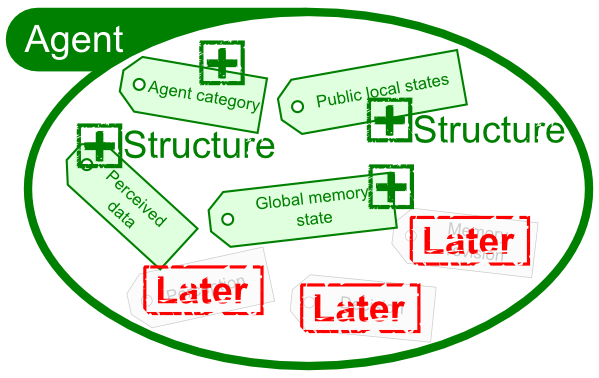 Agent
Agent category
Public local states
Structure
Structure
Perceived
data
Global memory
state
Later
Later
Later